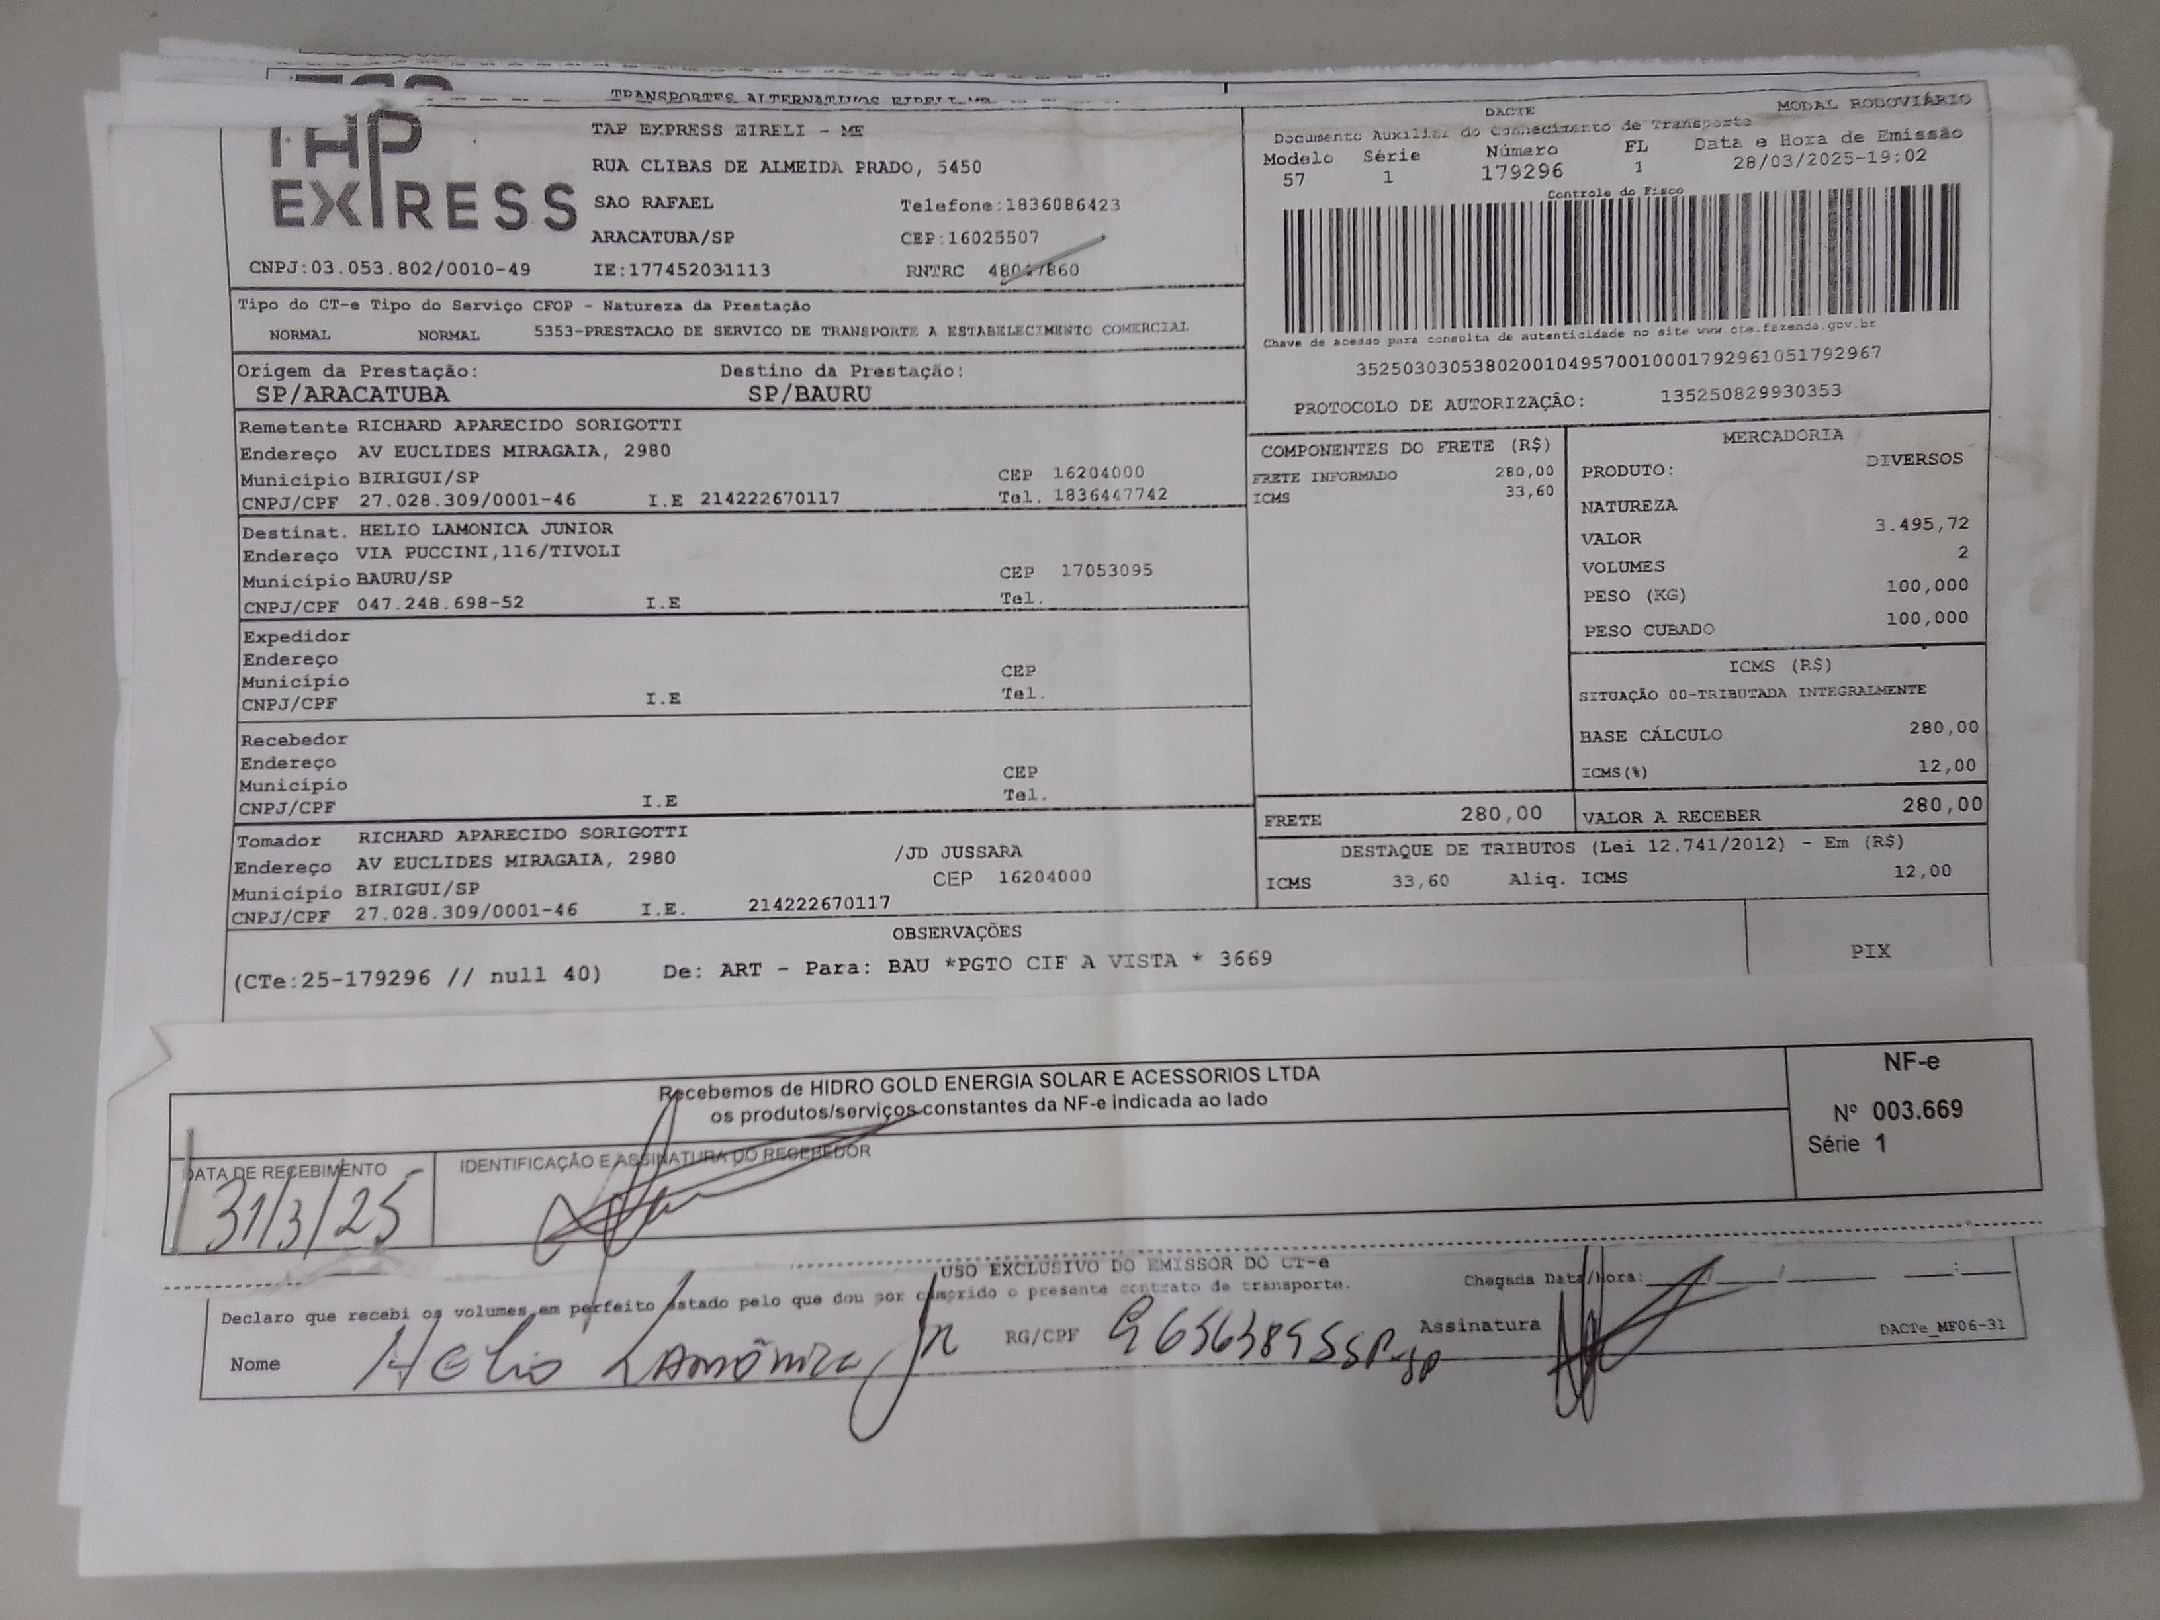 TRANSPORTES ALTERNATIVOS EIRELI-ME
TAP
EXPRESS
TAP EXPRESS EIRELI - ME
RUA CLIBAS DE ALMEIDA PRADO, 5450
SAO RAFAEL Telefone:1836086423
ARACATUBA/SP CEP:16025507
CNPJ:03.053.802/0010-49 IE:177452031113 RNTRC
DACTE MODAL RODOVIÁRIO
Documento Auxiliar do Conhecimento de Transporte
Modelo Série Número FL Data e Hora de Emissão
57 1 179296 1 28/03/2025-19:02
Controle do Fisco
Chave de acesso para consulta de autenticidade no site www.cte.fazenda.gov.br
35250303053802001049570010001792961051792967
PROTOCOLO DE AUTORIZAÇÃO: 135250829930353
Tipo do CT-e Tipo do Serviço CFOP - Natureza da Prestação
NORMAL NORMAL 5353-PRESTACAO DE SERVICO DE TRANSPORTE A ESTABELECIMENTO COMERCIAL
Origem da Prestação: Destino da Prestação:
SP/ARACATUBA SP/BAURU
Remetente RICHARD APARECIDO SORIGOTTI
Endereço AV EUCLIDES MIRAGAIA, 2980
Município BIRIGUI/SP CEP 16204000
CNPJ/CPF 27.028.309/0001-46 I.E 214222670117 Tel. 1836447742
Destinat. HELIO LAMONICA JUNIOR
Endereço VIA PUCCINI,116/TIVOLI
Município BAURU/SP CEP 17053095
CNPJ/CPF 047.248.698-52 I.E Tel.
Expedidor
Endereço
Município CEP
CNPJ/CPF I.E Tel.
Recebedor
Endereço
Município CEP
CNPJ/CPF I.E Tel.
Tomador RICHARD APARECIDO SORIGOTTI
Endereço AV EUCLIDES MIRAGAIA, 2980 /JD JUSSARA
Município BIRIGUI/SP CEP 16204000
CNPJ/CPF 27.028.309/0001-46 I.E. 214222670117
COMPONENTES DO FRETE (R$)
FRETE INFORMADO 280,00
ICMS 33,60
MERCADORIA
PRODUTO: DIVERSOS
NATUREZA
VALOR 3.495,72
VOLUMES 2
PESO (KG) 100,000
PESO CUBADO 100,000
ICMS (R$)
SITUAÇÃO 00-TRIBUTADA INTEGRALMENTE
BASE CÁLCULO 280,00
ICMS(%) 12,00
FRETE 280,00 VALOR A RECEBER 280,00
DESTAQUE DE TRIBUTOS (Lei 12.741/2012) - Em (R$)
ICMS 33,60 Aliq. ICMS 12,00
OBSERVAÇÕES
(CTe:25-179296 // null 40) De: ART - Para: BAU *PGTO CIF A VISTA * 3669 PIX
Recebemos de HIDRO GOLD ENERGIA SOLAR E ACESSORIOS LTDA
os produtos/serviços constantes da NF-e indicada ao lado
NF-e
Nº 003.669
Série 1
DATA DE RECEBIMENTO IDENTIFICAÇÃO E ASSINATURA DO RECEBEDOR
31/3/25
USO EXCLUSIVO DO EMISSOR DO CT-e
Declaro que recebi os volumes em perfeito estado pelo que dou por cumprido o presente contrato de transporte. Chegada Data/Hora:___/___/______ ___:___
Nome Helio Lamônica Jr RG/CPF 9656389SSP-SP Assinatura DACTe_MF06-31